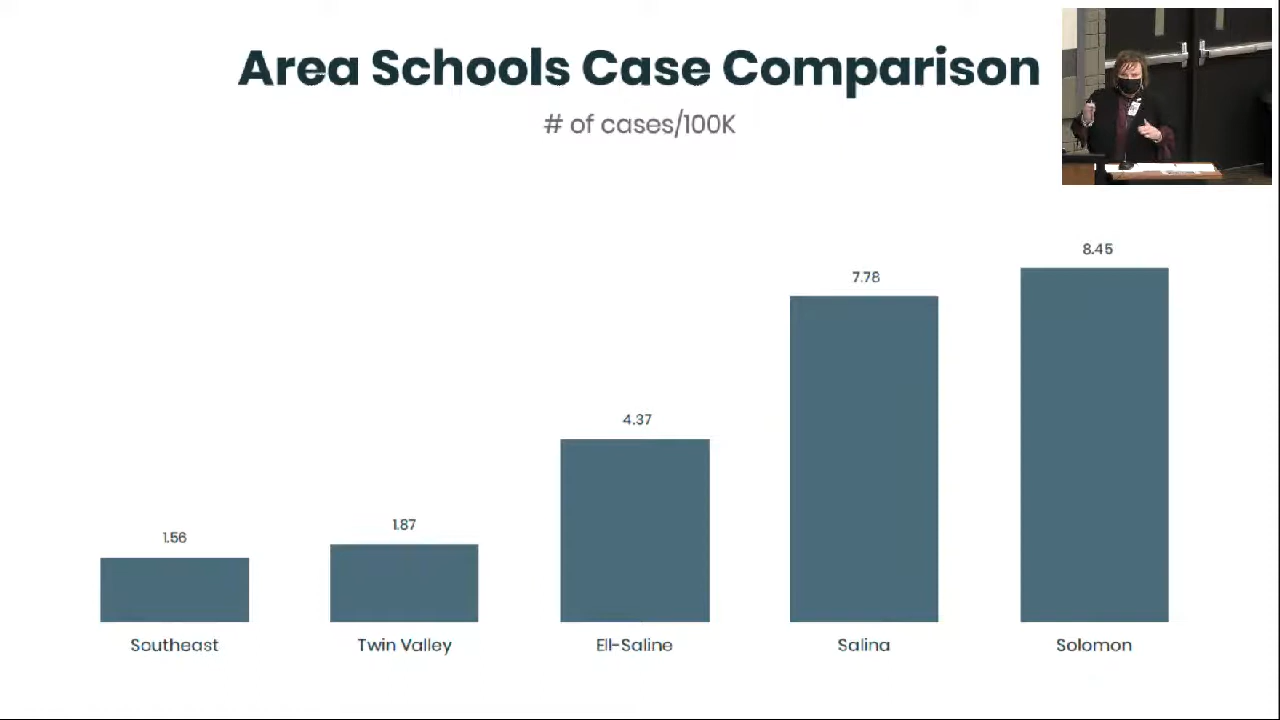 Area Schools Case Comparison
# of cases/100K
1.56
1.87
4.37
7.78
8.45
Southeast
Twin Valley
Ell-Saline
Salina
Solomon